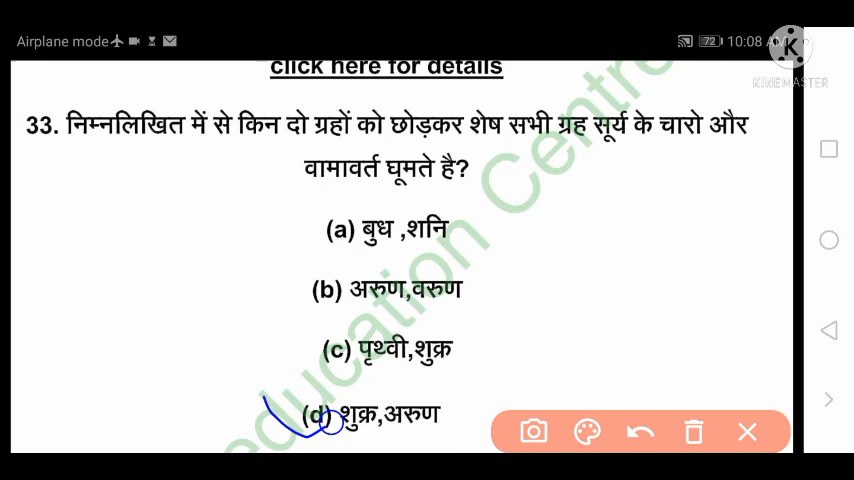 Airplane mode 72 10:08 AM
KINEMASTER
click here for details
33. निम्नलिखित में से किन दो ग्रहों को छोड़कर शेष सभी ग्रह सूर्य के चारो और
वामावर्त घूमते है?
(a) बुध ,शनि
(b) अरुण,वरुण
(c) पृथ्वी,शुक्र
(d) शुक्र,अरुण
education Centre